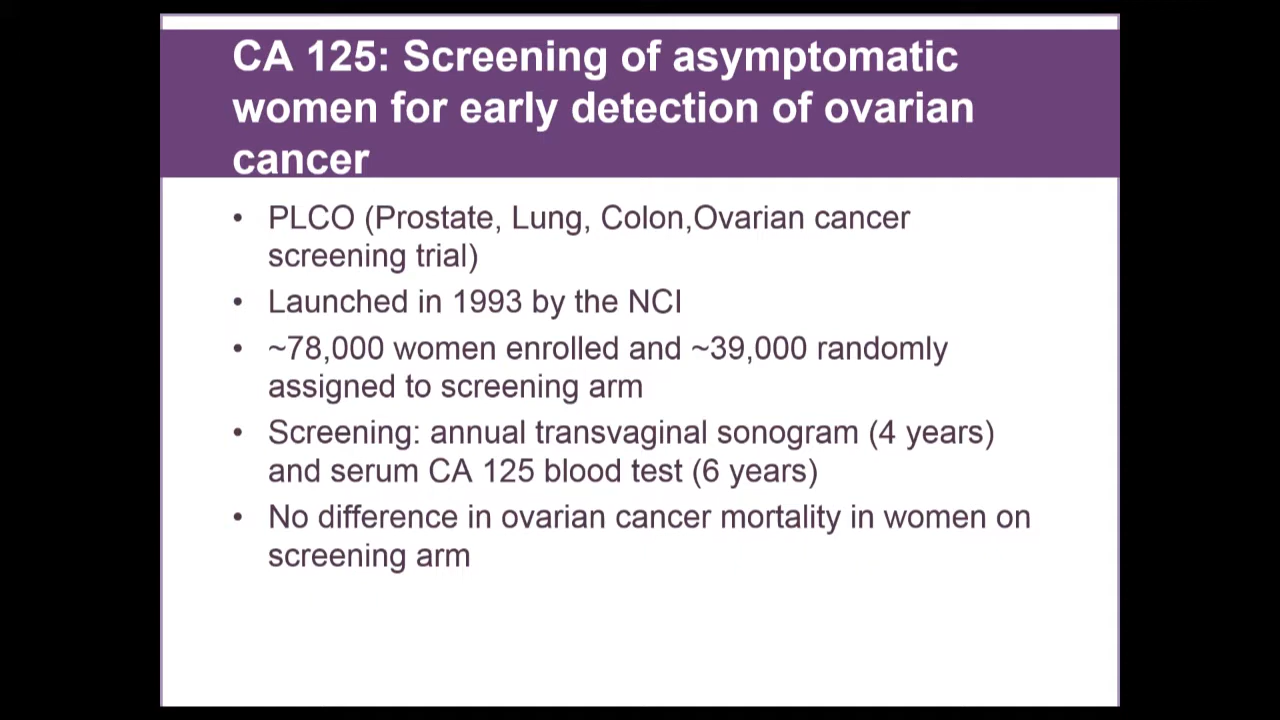 CA 125: Screening of asymptomatic
women for early detection of ovarian
cancer
• PLCO (Prostate, Lung, Colon,Ovarian cancer
screening trial)
• Launched in 1993 by the NCI
• ~78,000 women enrolled and ~39,000 randomly
assigned to screening arm
• Screening: annual transvaginal sonogram (4 years)
and serum CA 125 blood test (6 years)
• No difference in ovarian cancer mortality in women on
screening arm